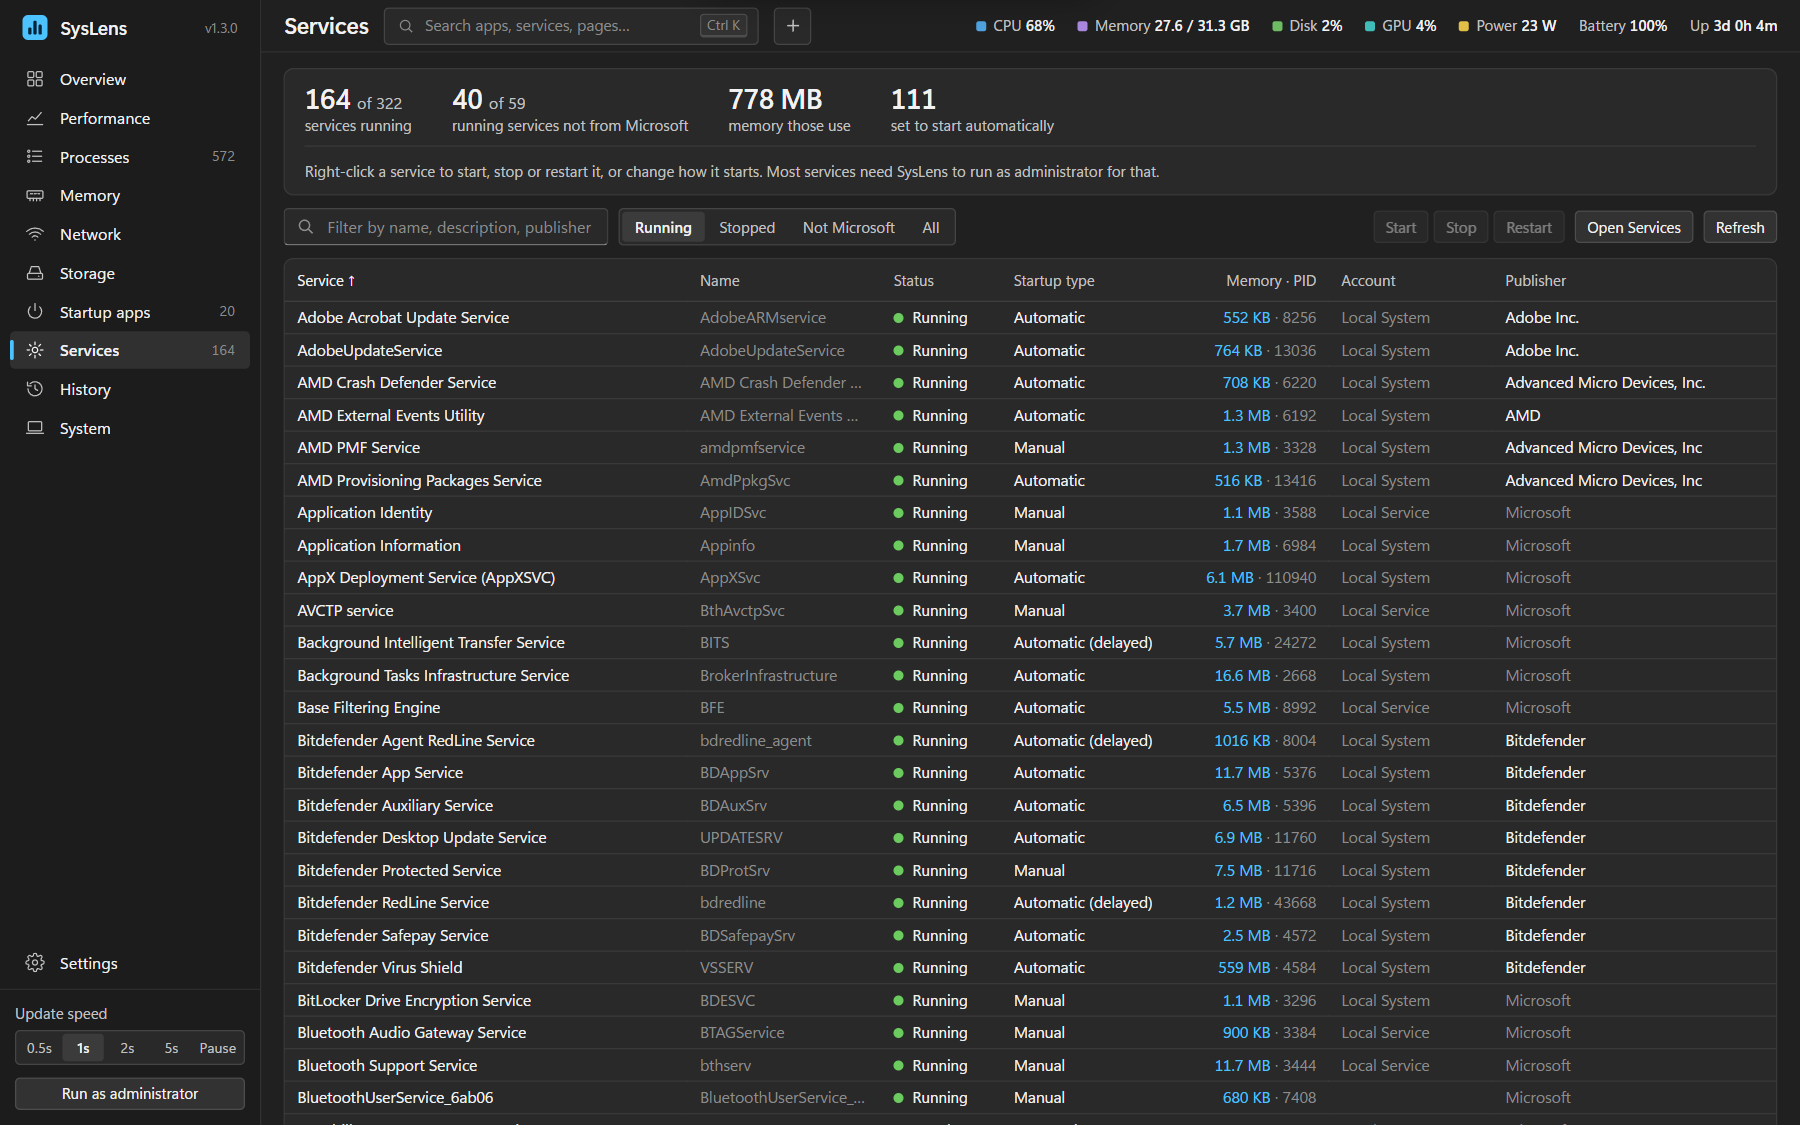 SysLens v1.3.0
Services
Search apps, services, pages... Ctrl K +
CPU 68% Memory 27.6 / 31.3 GB Disk 2% GPU 4% Power 23 W Battery 100% Up 3d 0h 4m
Overview
Performance
Processes 572
Memory
Network
Storage
Startup apps 20
Services 164
History
System
Settings
Update speed
0.5s 1s 2s 5s Pause
Run as administrator
164 of 322 40 of 59 778 MB 111
services running running services not from Microsoft memory those use set to start automatically
Right-click a service to start, stop or restart it, or change how it starts. Most services need SysLens to run as administrator for that.
Filter by name, description, publisher Running Stopped Not Microsoft All Start Stop Restart Open Services Refresh
Service ↑ Name Status Startup type Memory · PID Account Publisher
Adobe Acrobat Update Service AdobeARMservice Running Automatic 552 KB · 8256 Local System Adobe Inc.
AdobeUpdateService AdobeUpdateService Running Automatic 764 KB · 13036 Local System Adobe Inc.
AMD Crash Defender Service AMD Crash Defender ... Running Automatic 708 KB · 6220 Local System Advanced Micro Devices, Inc.
AMD External Events Utility AMD External Events ... Running Automatic 1.3 MB · 6192 Local System AMD
AMD PMF Service amdpmfservice Running Manual 1.3 MB · 3328 Local System Advanced Micro Devices, Inc
AMD Provisioning Packages Service AmdPpkgSvc Running Automatic 516 KB · 13416 Local System Advanced Micro Devices, Inc
Application Identity AppIDSvc Running Manual 1.1 MB · 3588 Local Service Microsoft
Application Information Appinfo Running Manual 1.7 MB · 6984 Local System Microsoft
AppX Deployment Service (AppXSVC) AppXSvc Running Automatic 6.1 MB · 110940 Local System Microsoft
AVCTP service BthAvctpSvc Running Manual 3.7 MB · 3400 Local Service Microsoft
Background Intelligent Transfer Service BITS Running Automatic (delayed) 5.7 MB · 24272 Local System Microsoft
Background Tasks Infrastructure Service BrokerInfrastructure Running Automatic 16.6 MB · 2668 Local System Microsoft
Base Filtering Engine BFE Running Automatic 5.5 MB · 8992 Local Service Microsoft
Bitdefender Agent RedLine Service bdredline_agent Running Automatic (delayed) 1016 KB · 8004 Local System Bitdefender
Bitdefender App Service BDAppSrv Running Automatic 11.7 MB · 5376 Local System Bitdefender
Bitdefender Auxiliary Service BDAuxSrv Running Automatic 6.5 MB · 5396 Local System Bitdefender
Bitdefender Desktop Update Service UPDATESRV Running Automatic 6.9 MB · 11760 Local System Bitdefender
Bitdefender Protected Service BDProtSrv Running Manual 7.5 MB · 11716 Local System Bitdefender
Bitdefender RedLine Service bdredline Running Automatic (delayed) 1.2 MB · 43668 Local System Bitdefender
Bitdefender Safepay Service BDSafepaySrv Running Automatic 2.5 MB · 4572 Local System Bitdefender
Bitdefender Virus Shield VSSERV Running Automatic 559 MB · 4584 Local System Bitdefender
BitLocker Drive Encryption Service BDESVC Running Manual 1.1 MB · 3296 Local System Microsoft
Bluetooth Audio Gateway Service BTAGService Running Manual 900 KB · 3384 Local Service Microsoft
Bluetooth Support Service bthserv Running Manual 11.7 MB · 3444 Local Service Microsoft
BluetoothUserService_6ab06 BluetoothUserService_... Running Manual 680 KB · 7408 Microsoft